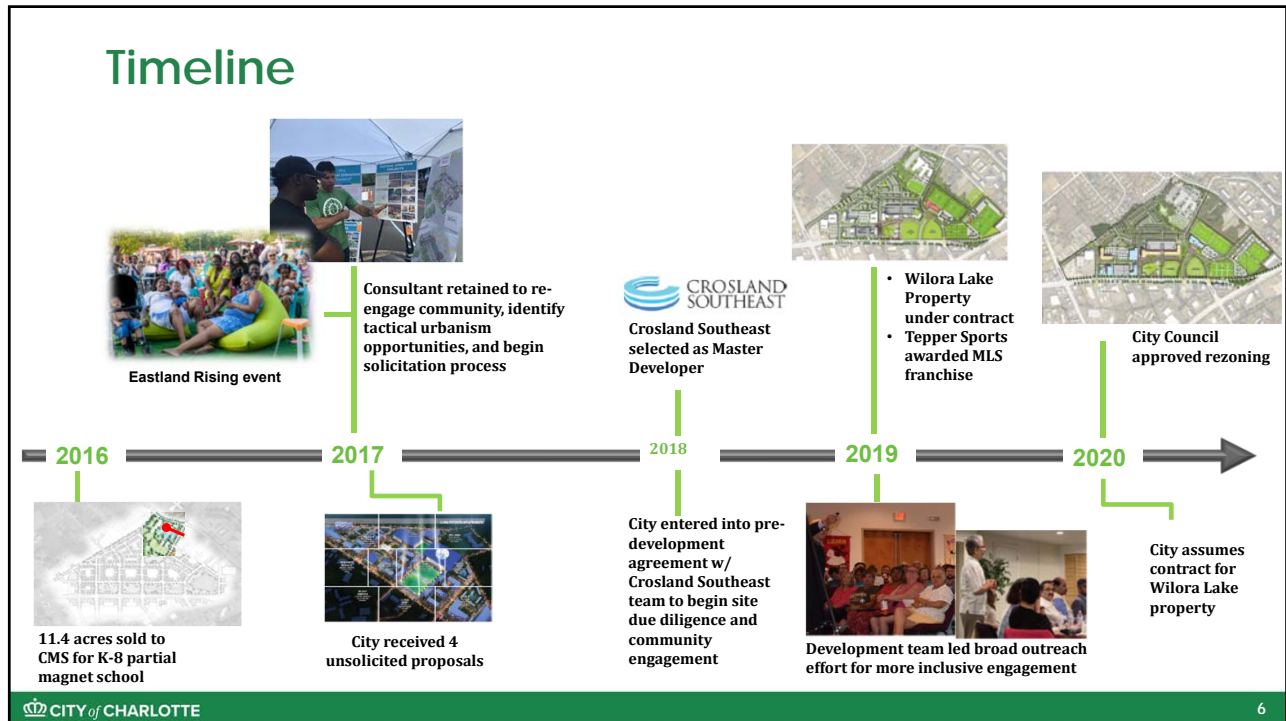 Timeline
Eastland Rising event
Consultant retained to re-
engage community, identify
tactical urbanism
opportunities, and begin
solicitation process
CROSLAND
SOUTHEAST
Crosland Southeast
selected as Master
Developer
• Wilora Lake
Property
under contract
• Tepper Sports
awarded MLS
franchise
City Council
approved rezoning
2016
2017
2018
2019
2020
11.4 acres sold to
CMS for K-8 partial
magnet school
City received 4
unsolicited proposals
City entered into pre-
development
agreement w/
Crosland Southeast
team to begin site
due diligence and
community
engagement
Development team led broad outreach
effort for more inclusive engagement
City assumes
contract for
Wilora Lake
property
CITY of CHARLOTTE
6